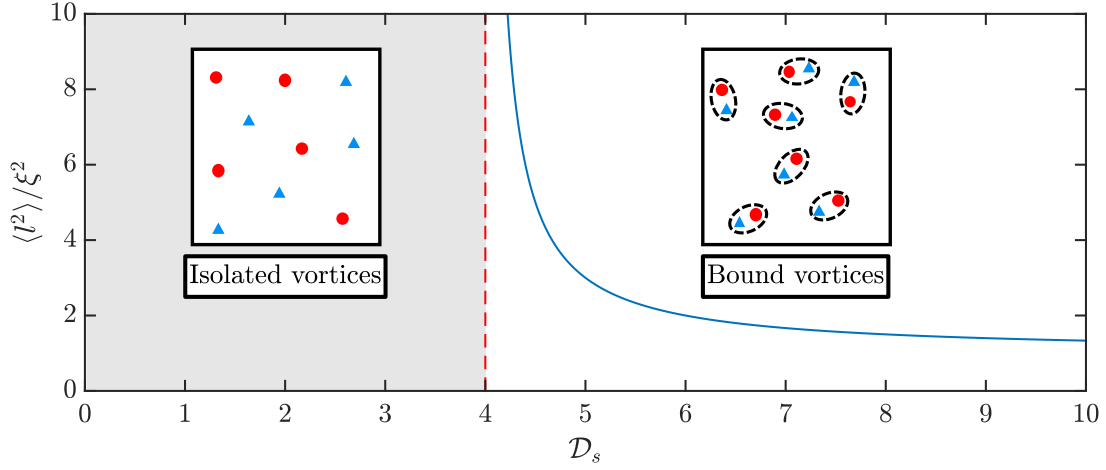 10
8
6
4
2
0
⟨l²⟩/ξ²
Isolated vortices
Bound vortices
0 1 2 3 4 5 6 7 8 9 10
𝒟ₛ